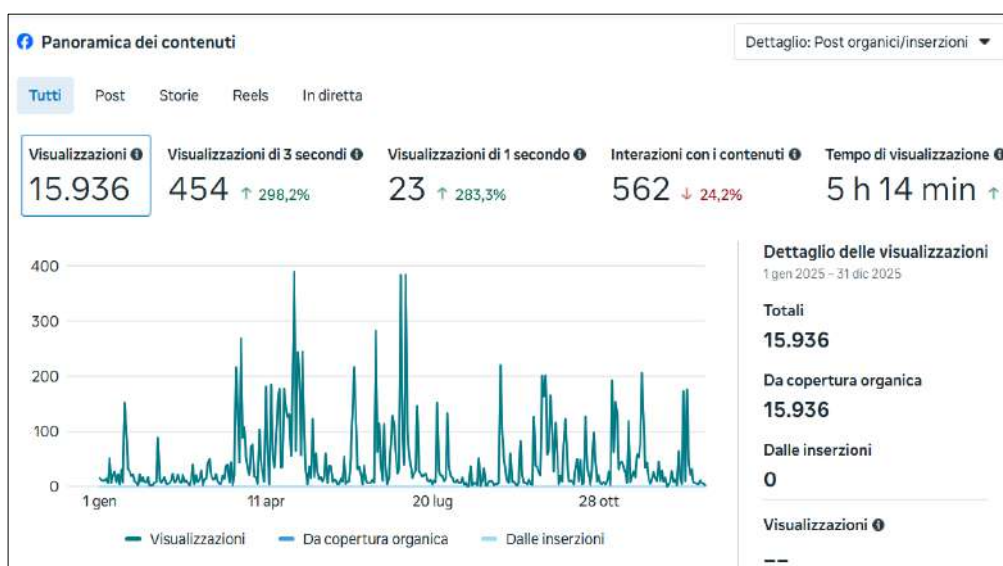 Panoramica dei contenuti
Dettaglio: Post organici/inserzioni
Tutti Post Storie Reels In diretta
Visualizzazioni Visualizzazioni di 3 secondi Visualizzazioni di 1 secondo Interazioni con i contenuti Tempo di visualizzazione
15.936 454 ↑ 298,2% 23 ↑ 283,3% 562 ↓ 24,2% 5 h 14 min ↑
Dettaglio delle visualizzazioni
1 gen 2025 – 31 dic 2025
Totali
15.936
Da copertura organica
15.936
Dalle inserzioni
0
Visualizzazioni
--
400
300
200
100
0
1 gen 11 apr 20 lug 28 ott
Visualizzazioni Da copertura organica Dalle inserzioni